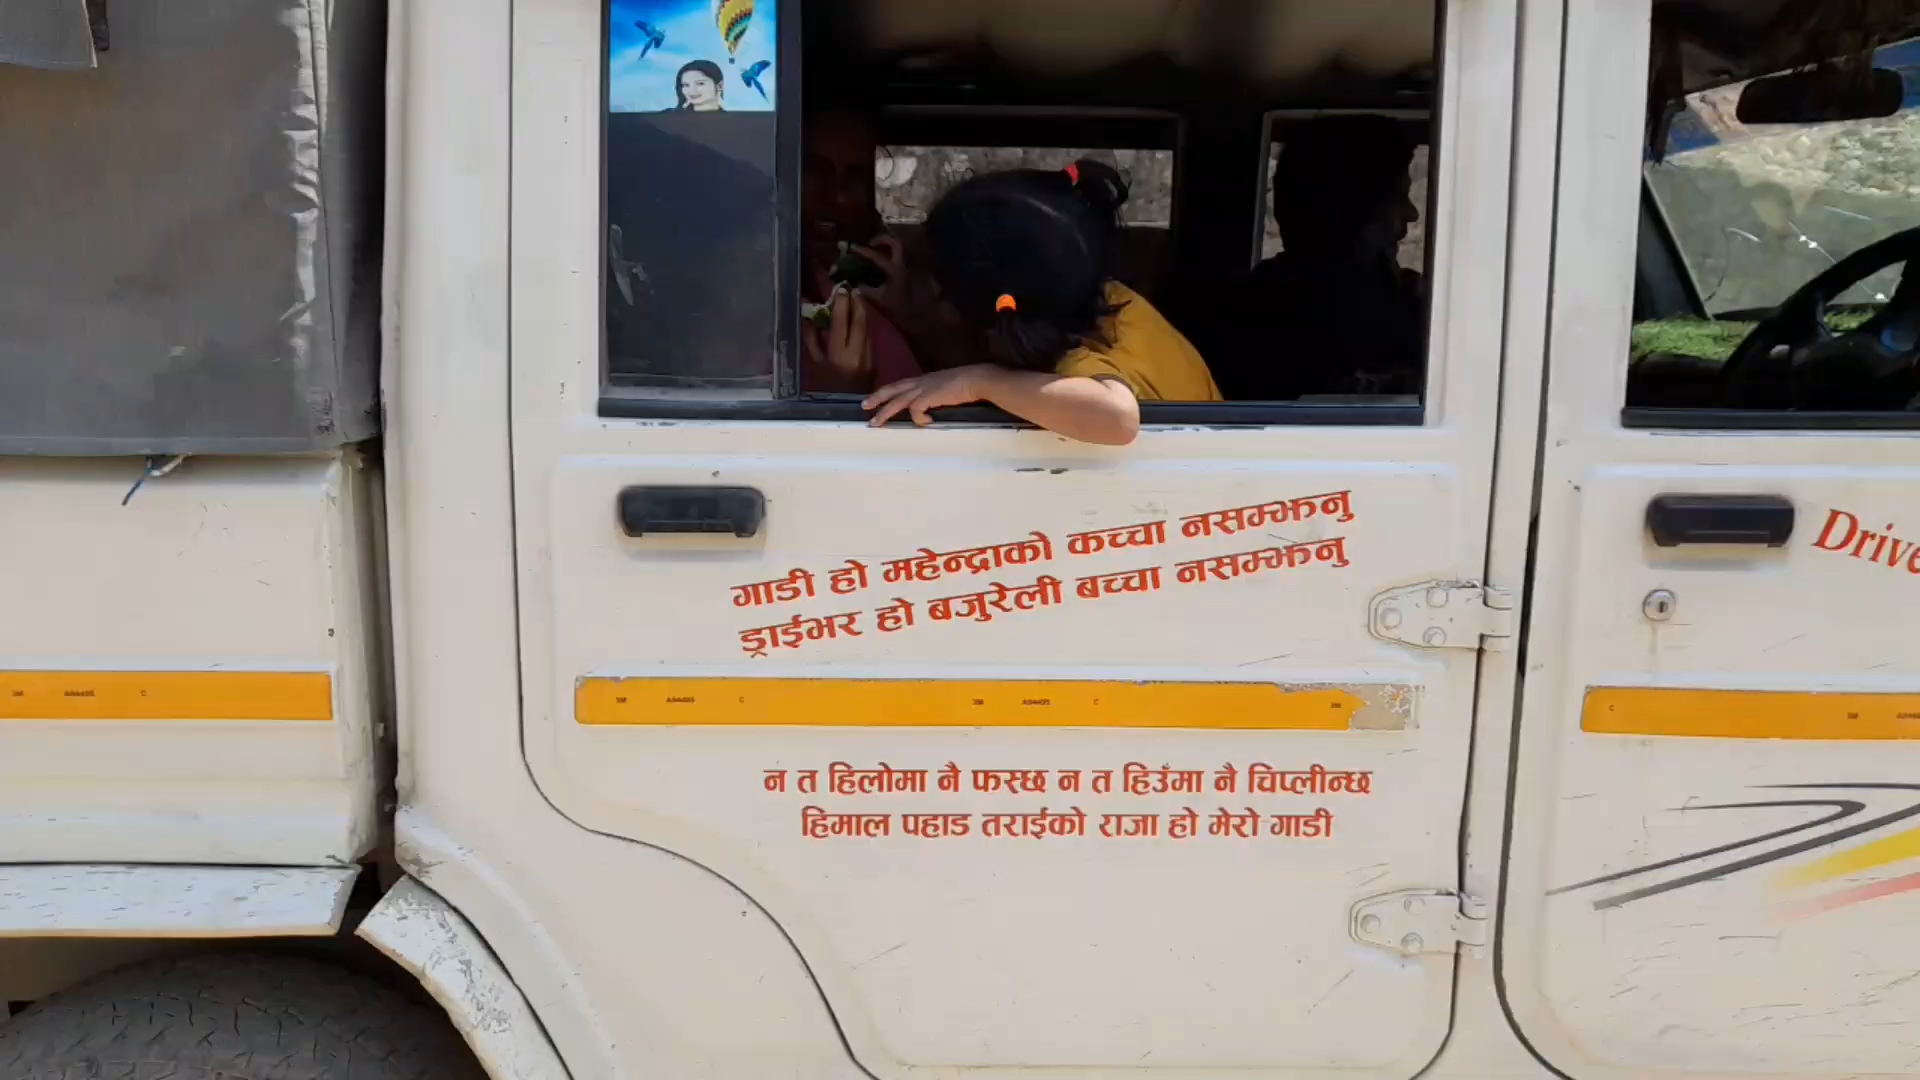 गाडी हो महेन्द्राको कच्चा नसम्झनु
ड्राईभर हो बजुरेली बच्चा नसम्झनु
Drive
न त हिलोमा नै फस्छ न त हिउँमा नै चिप्लीन्छ
हिमाल पहाड तराईको राजा हो मेरो गाडी